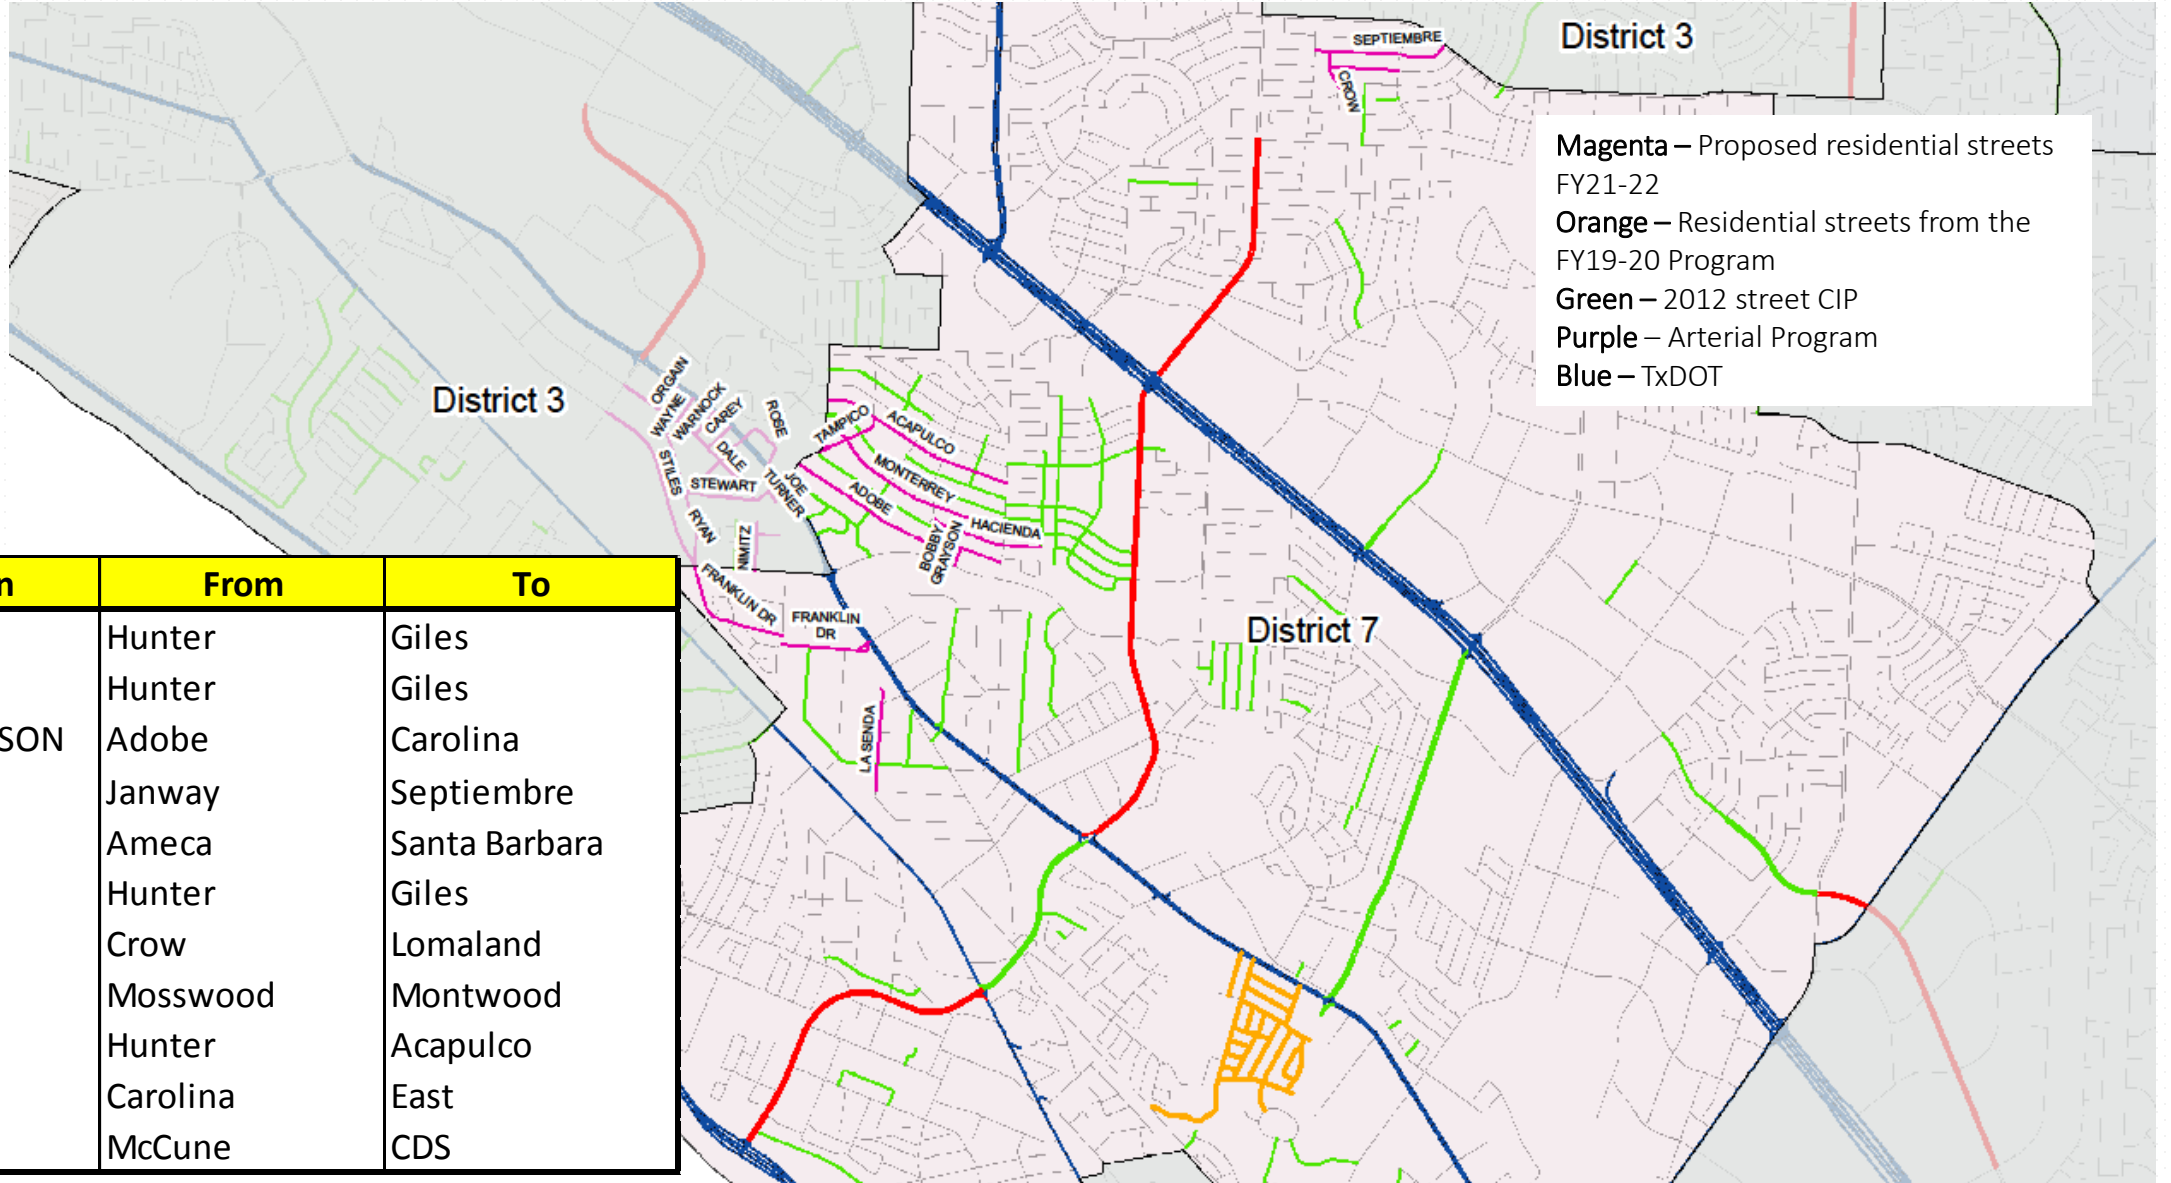 SEPTIEMBRE
District 3
CROW
Magenta – Proposed residential streets
FY21-22
Orange – Residential streets from the
FY19-20 Program
Green – 2012 street CIP
Purple – Arterial Program
Blue – TxDOT
District 3
ORGAIN
WAYNE
WARNOCK
CAREY
ROSE
TAMPICO
ACAPULCO
STILES
DALE
STEWART
JOE
TURNER
MONTERREY
ADOBE
RYAN
NIMITZ
BOBBY/
GRAYSON
HACIENDA
FRANKLIN DR
FRANKLIN
DR
District 7
LA SENDA
n From To
Hunter Giles
Hunter Giles
SON Adobe Carolina
Janway Septiembre
Ameca Santa Barbara
Hunter Giles
Crow Lomaland
Mosswood Montwood
Hunter Acapulco
Carolina East
McCune CDS